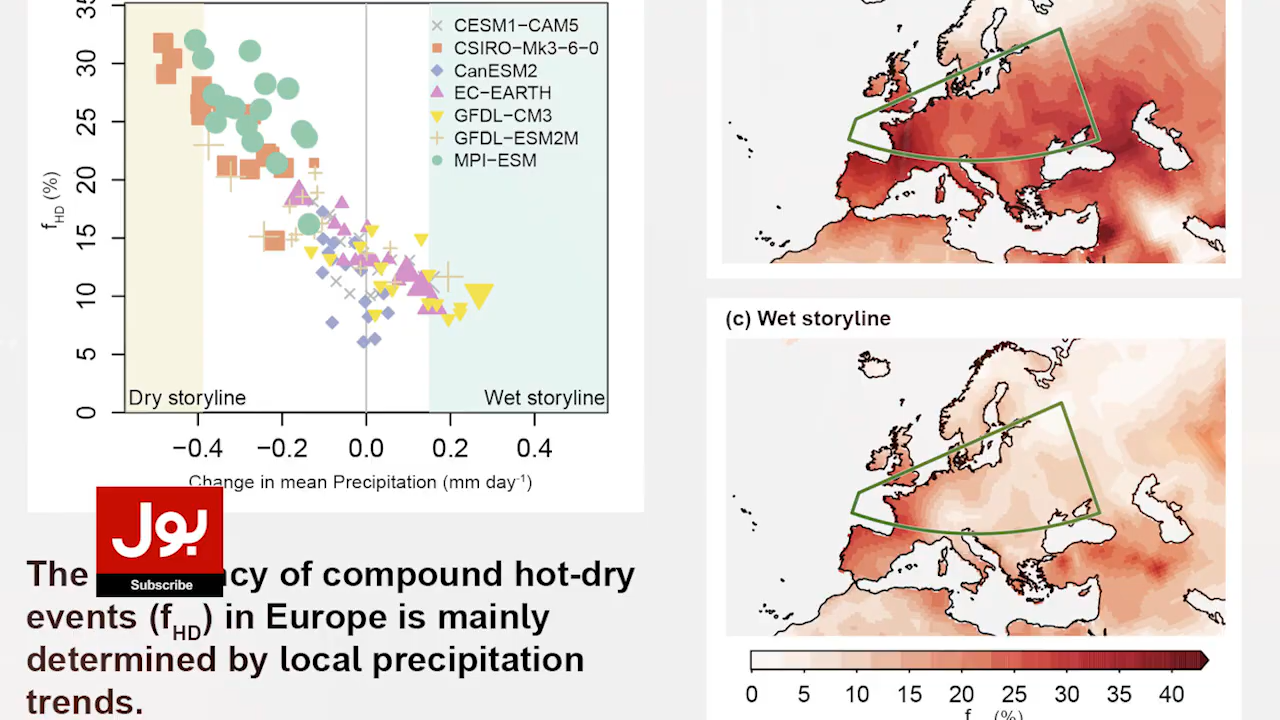 35
30
25
20
15
10
5
0
fHD (%)
CESM1−CAM5
CSIRO−Mk3−6−0
CanESM2
EC−EARTH
GFDL−CM3
GFDL−ESM2M
MPI−ESM
Dry storyline
Wet storyline
−0.4 −0.2 0.0 0.2 0.4
Change in mean Precipitation (mm day-1)
بول
Subscribe
The cy of compound hot-dry
events (fHD) in Europe is mainly
determined by local precipitation
trends.
(c) Wet storyline
0 5 10 15 20 25 30 35 40
f (%)